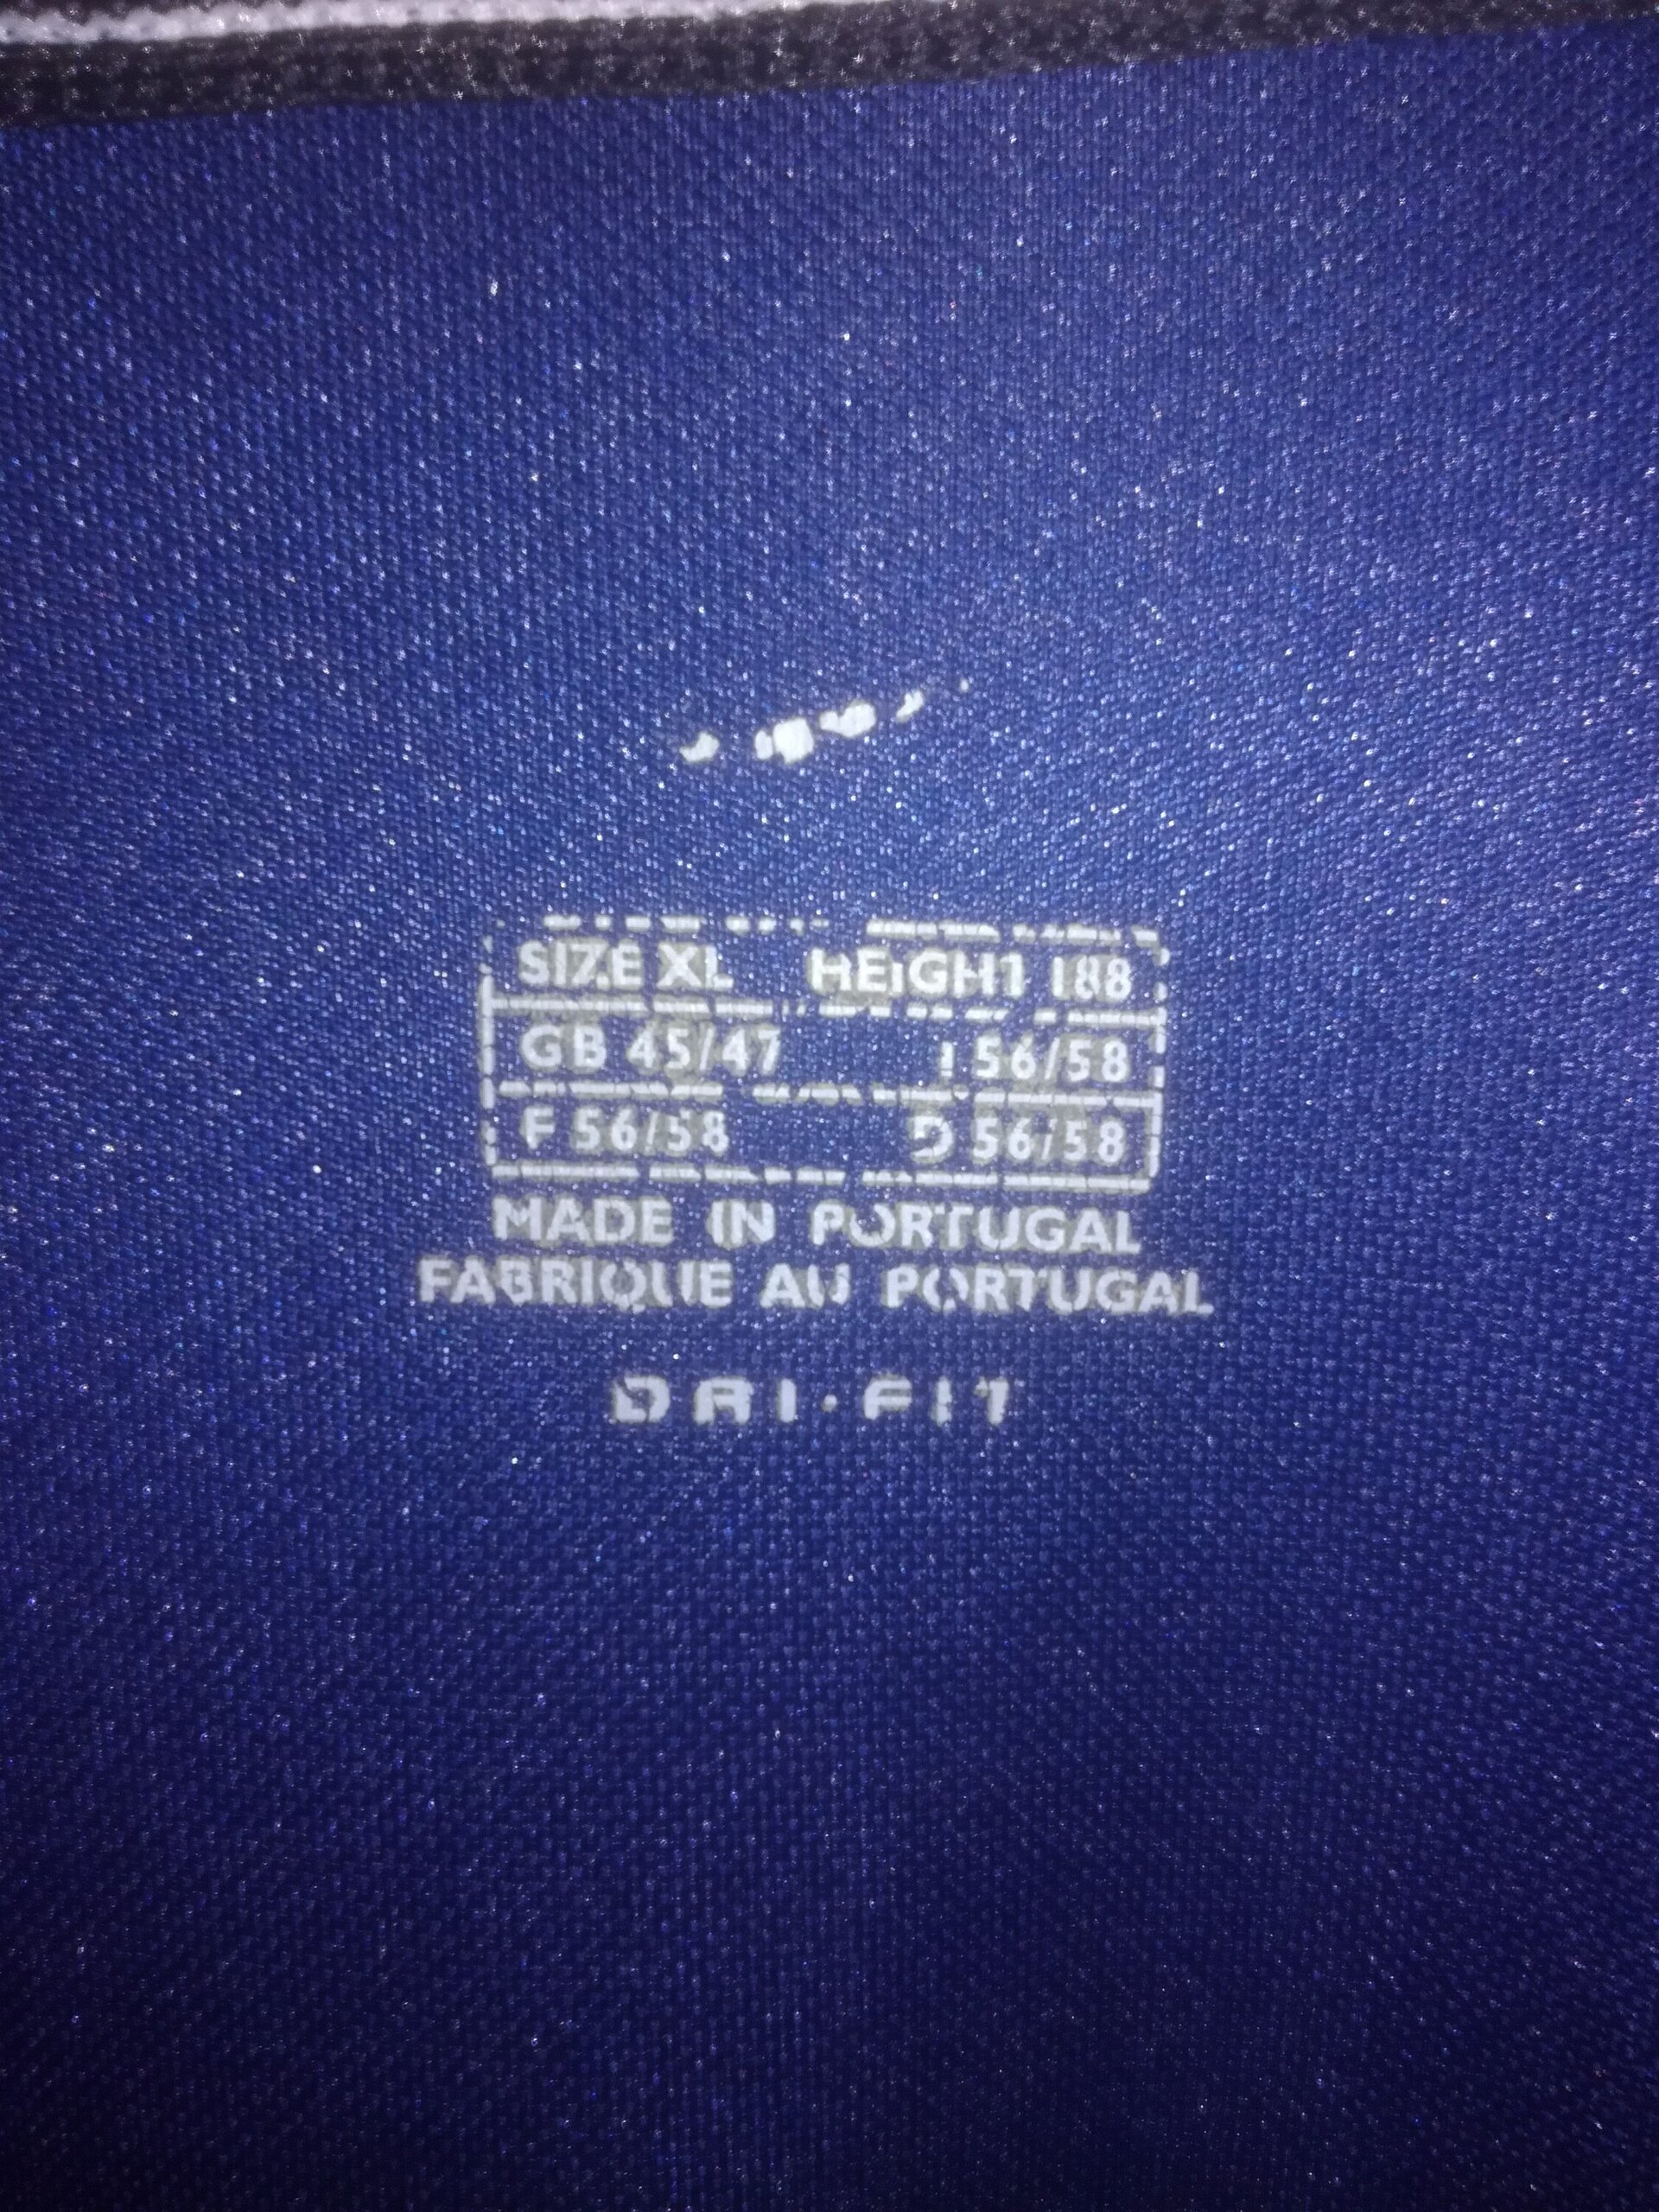 SIZE XL HEIGHT 188
GB 45/47 I 56/58
F 56/58 D 56/58
MADE IN PORTUGAL
FABRIQUE AU PORTUGAL
DRI-FIT